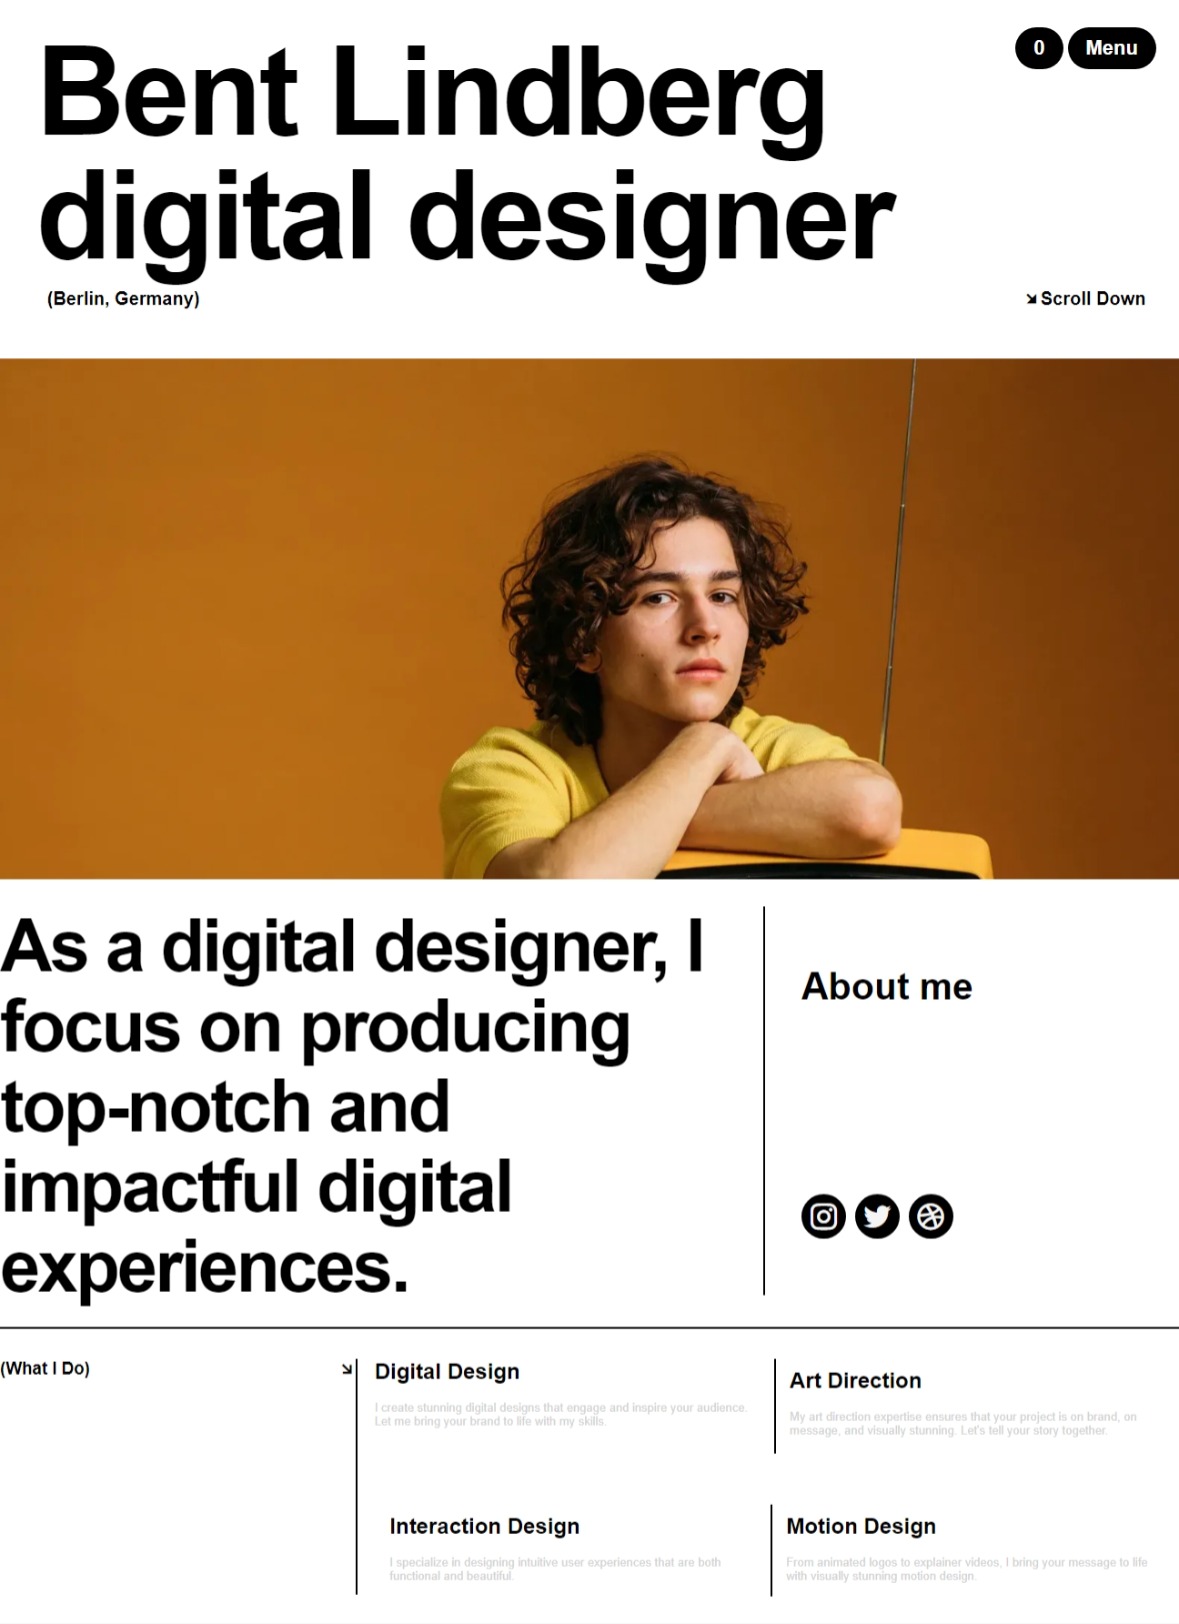 Bent Lindberg
digital designer
0
Menu
(Berlin, Germany)
Scroll Down
As a digital designer, I
focus on producing
top-notch and
impactful digital
experiences.
About me
(What I Do)
Digital Design
I create stunning digital designs that engage and inspire your audience.
Let me bring your brand to life with my skills.
Art Direction
My art direction expertise ensures that your project is on brand, on
message, and visually stunning. Let's tell your story together.
Interaction Design
I specialize in designing intuitive user experiences that are both
functional and beautiful.
Motion Design
From animated logos to explainer videos, I bring your message to life
with visually stunning motion design.